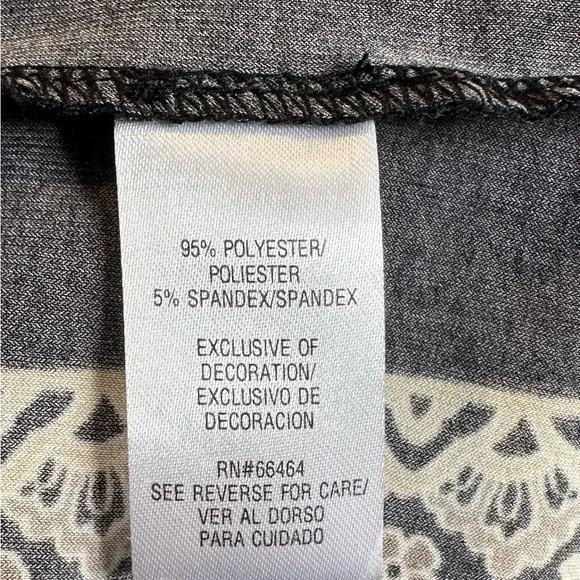 95% POLYESTER/
POLIESTER
5% SPANDEX/SPANDEX
EXCLUSIVE OF
DECORATION/
EXCLUSIVO DE
DECORACION
RN#66464
SEE REVERSE FOR CARE/
VER AL DORSO
PARA CUIDADO